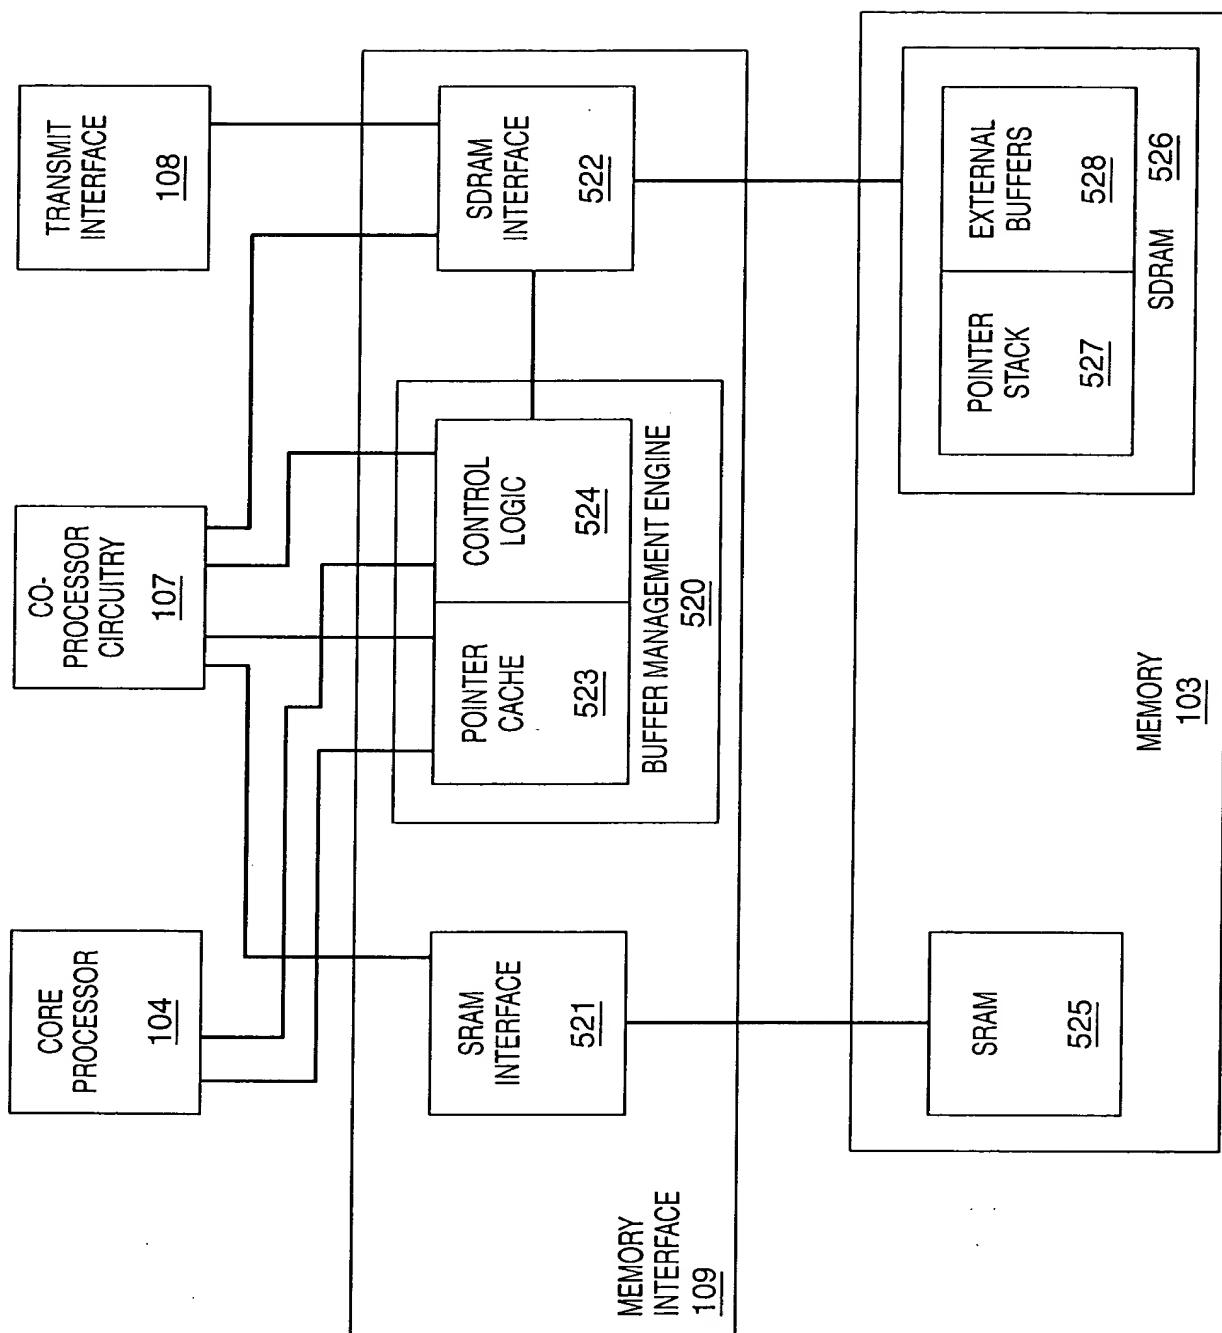 CORE
PROCESSOR
104
CO-
PROCESSOR
CIRCUITRY
107
TRANSMIT
INTERFACE
108
MEMORY
INTERFACE
109
SRAM
INTERFACE
521
POINTER
CACHE
523
CONTROL
LOGIC
524
BUFFER MANAGEMENT ENGINE
520
SDRAM
INTERFACE
522
SRAM
525
MEMORY
103
POINTER
STACK
527
EXTERNAL
BUFFERS
528
SDRAM 526